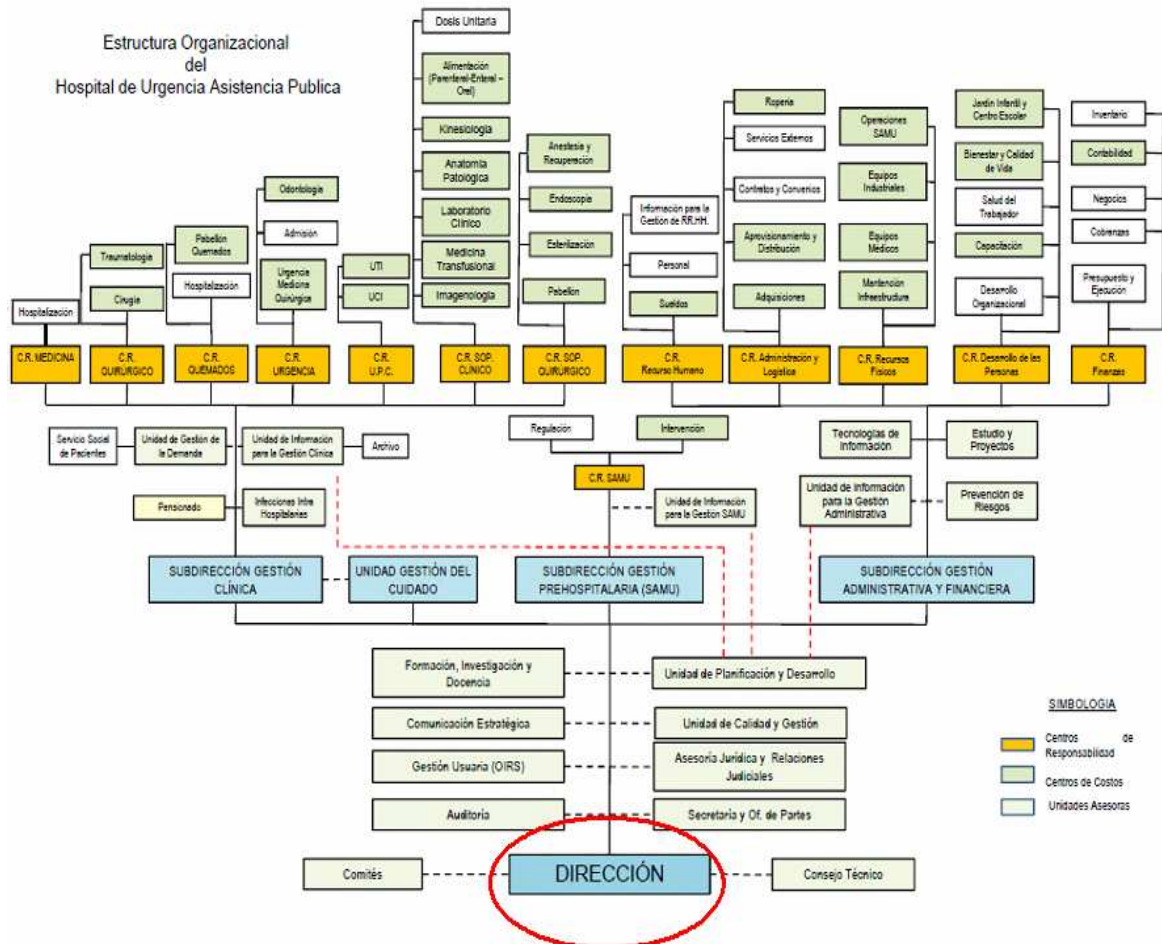 Estructura Organizacional
del
Hospital de Urgencia Asistencia Publica
Dosis Unitaria
Alimentación
(Parenteral-Enteral –
Oral)
Kinesiología
Anatomía
Patológica
Laboratorio
Clínico
Medicina
Transfusional
Imagenología
Odontología
Admisión
Urgencia
Medicina
Quirúrgica
Pabellón
Quemados
Hospitalización
Traumatología
Cirugía
Hospitalización
UTI
UCI
Anestesia y
Recuperación
Endoscopía
Esterilización
Pabellón
Información para la
Gestión de RR.HH.
Personal
Sueldos
Ropería
Servicios Externos
Contratos y Convenios
Aprovisionamiento y
Distribución
Adquisiciones
Operaciones
SAMU
Equipos
Industriales
Equipos
Médicos
Mantención
Infraestructura
Jardín Infantil y
Centro Escolar
Bienestar y Calidad
de Vida
Salud del
Trabajador
Capacitación
Desarrollo
Organizacional
Inventario
Contabilidad
Negocios
Cobranzas
Presupuesto y
Ejecución
C.R. MEDICINA
C.R.
QUIRÚRGICO
C.R.
QUEMADOS
C.R.
URGENCIA
C.R.
U.P.C.
C.R. SOP.
CLÍNICO
C.R. SOP.
QUIRÚRGICO
C.R.
Recurso Humano
C.R. Administración y
Logística
C.R. Recursos
Físicos
C.R. Desarrollo de las
Personas
C.R.
Finanzas
Servicio Social
de Pacientes
Unidad de Gestión de
la Demanda
Unidad de Información
para la Gestión Clínica
Archivo
Pensionado
Infecciones Intra
Hospitalarias
Regulación
Intervención
C.R. SAMU
Unidad de Información
para la Gestión SAMU
Tecnologías de
Información
Estudio y
Proyectos
Unidad de Información
para la Gestión
Administrativa
Prevención de
Riesgos
SUBDIRECCIÓN GESTIÓN
CLÍNICA
UNIDAD GESTIÓN DEL
CUIDADO
SUBDIRECCIÓN GESTIÓN
PREHOSPITALARIA (SAMU)
SUBDIRECCIÓN GESTIÓN
ADMINISTRATIVA Y FINANCIERA
Formación, Investigación y
Docencia
Unidad de Planificación y Desarrollo
Comunicación Estratégica
Unidad de Calidad y Gestión
Gestión Usuaria (OIRS)
Asesoría Jurídica y Relaciones
Judiciales
Auditoría
Secretaría y Of. de Partes
Comités
DIRECCIÓN
Consejo Técnico
SIMBOLOGIA
Centros de
Responsabilidad
Centros de Costos
Unidades Asesoras